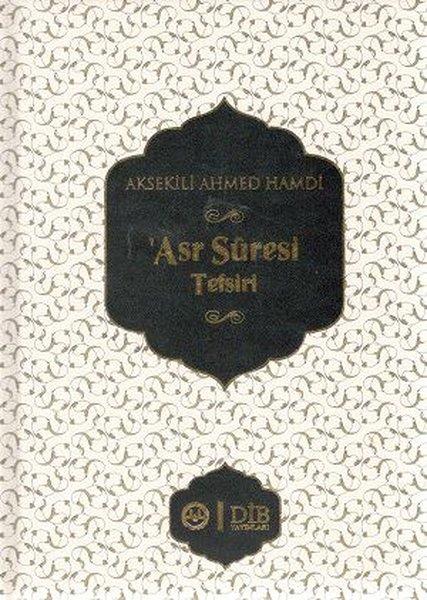 AKSEKİLİ AHMED HAMDİ
'Asr Sûresi
Tefsiri
DİB
YAYINLARI